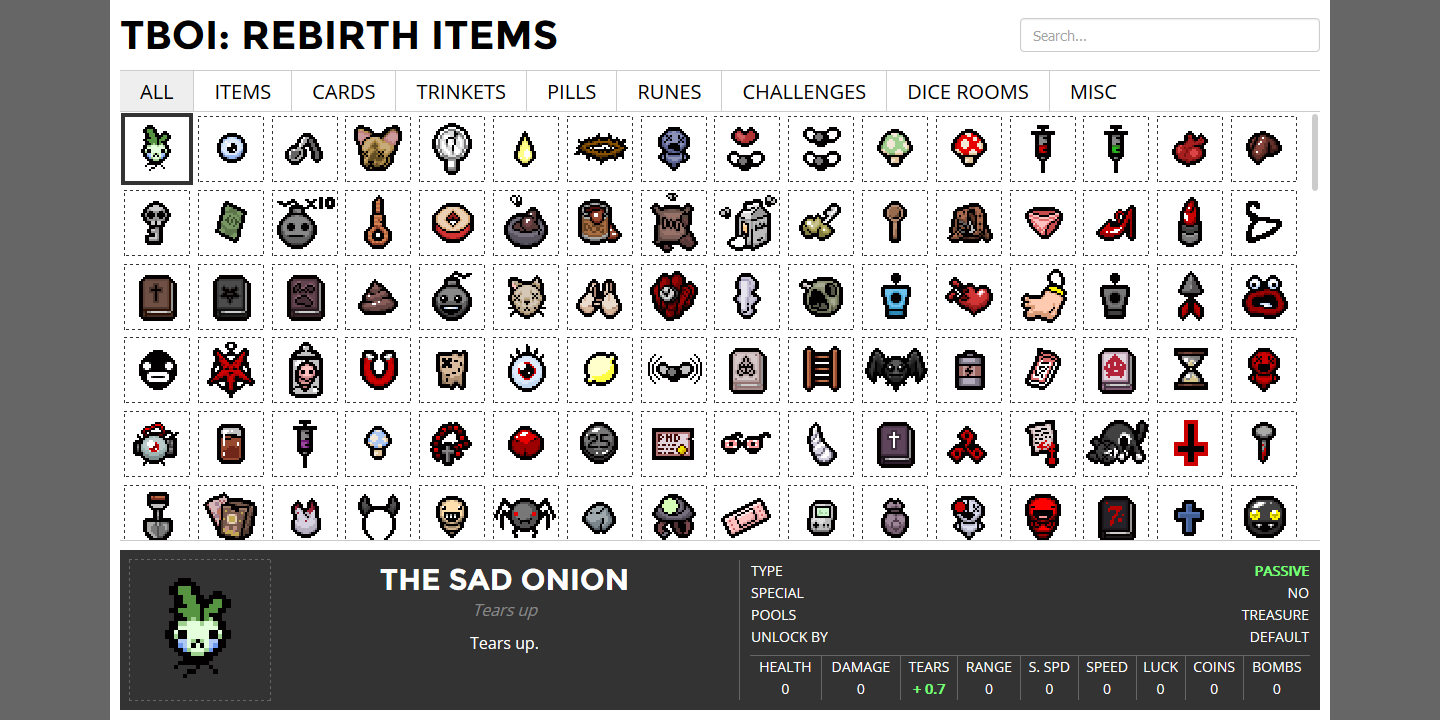 TBOI: REBIRTH ITEMS
Search...
ALL ITEMS CARDS TRINKETS PILLS RUNES CHALLENGES DICE ROOMS MISC
x10
25
PHD
THE SAD ONION
Tears up
Tears up.
TYPE PASSIVE
SPECIAL NO
POOLS TREASURE
UNLOCK BY DEFAULT
HEALTH DAMAGE TEARS RANGE S. SPD SPEED LUCK COINS BOMBS
0 0 + 0.7 0 0 0 0 0 0